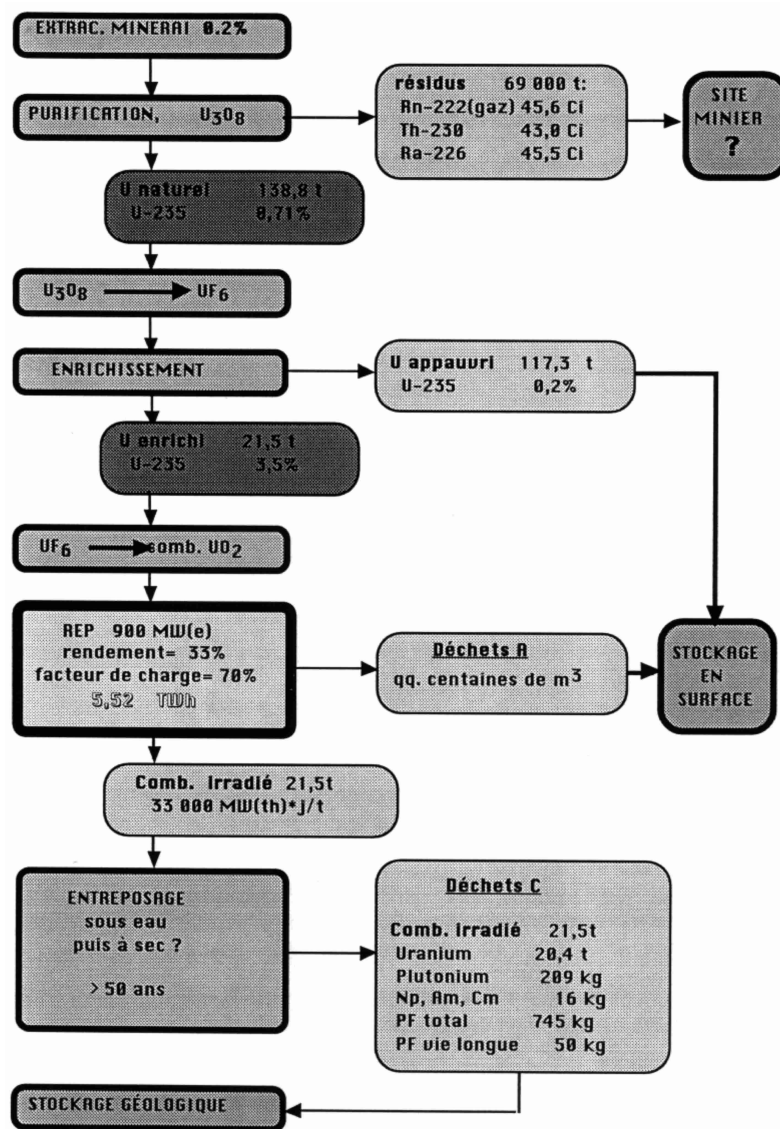 EXTRAC. MINERAI 0.2%
PURIFICATION, U3O8
résidus 69 000 t:
Rn-222(gaz) 45,6 Ci
Th-230 43,0 Ci
Ra-226 45,5 Ci
SITE
MINIER
?
U naturel 138,8 t
U-235 0,71%
U3O8 UF6
ENRICHISSEMENT
U appauvri 117,3 t
U-235 0,2%
U enrichi 21,5 t
U-235 3,5%
UF6 comb. UO2
REP 900 MW(e)
rendement= 33%
facteur de charge= 70%
5,52 TWh
Déchets A
qq. centaines de m3
STOCKAGE
EN
SURFACE
Comb. irradié 21,5t
33 000 MW(th)*j/t
ENTREPOSAGE
sous eau
puis à sec ?
> 50 ans
Déchets C
Comb. irradié 21,5t
Uranium 20,4 t
Plutonium 209 kg
Np, Am, Cm 16 kg
PF total 745 kg
PF vie longue 50 kg
STOCKAGE GÉOLOGIQUE